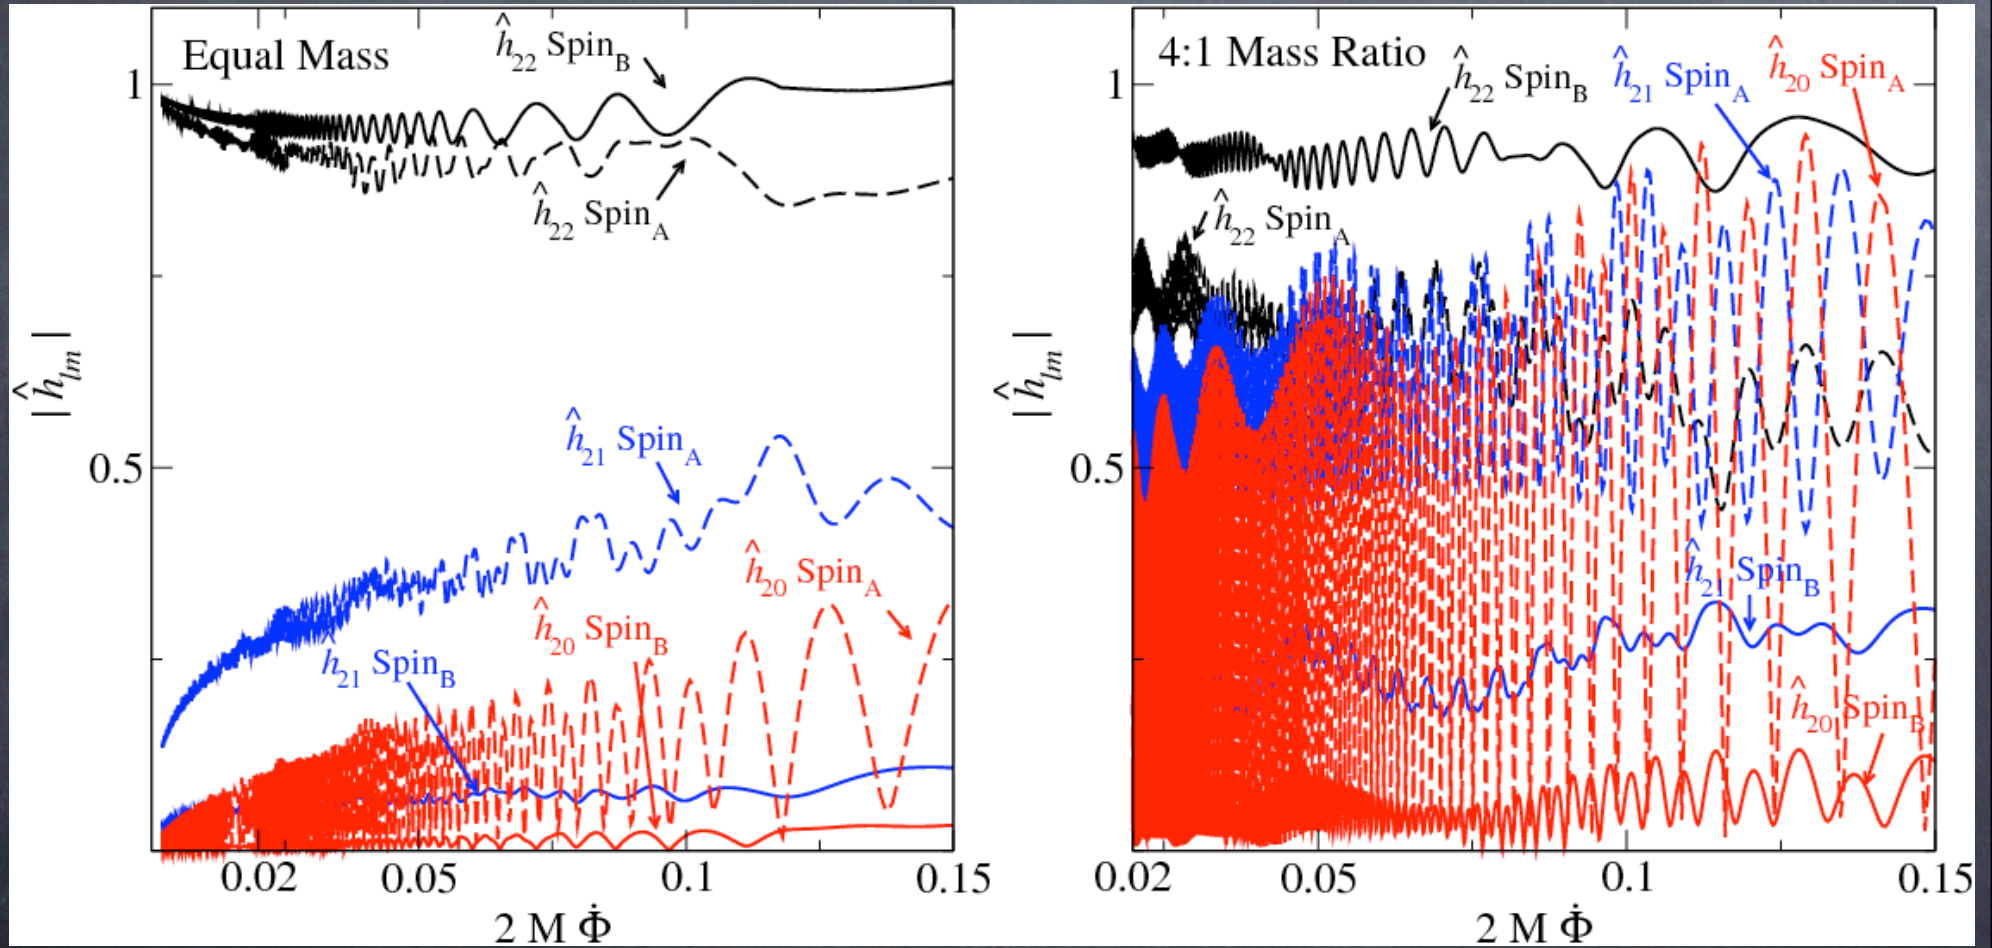 Equal Mass
ĥ22 SpinB
ĥ22 SpinA
ĥ21 SpinA
ĥ20 SpinA
ĥ20 SpinB
ĥ21 SpinB
|ĥlm|
1
0.5
0.02 0.05 0.1 0.15
2 M Φ̇
4:1 Mass Ratio
ĥ22 SpinB
ĥ21 SpinA
ĥ20 SpinA
ĥ22 SpinA
ĥ21 SpinB
ĥ20 SpinB
|ĥlm|
1
0.5
0.02 0.05 0.1 0.15
2 M Φ̇